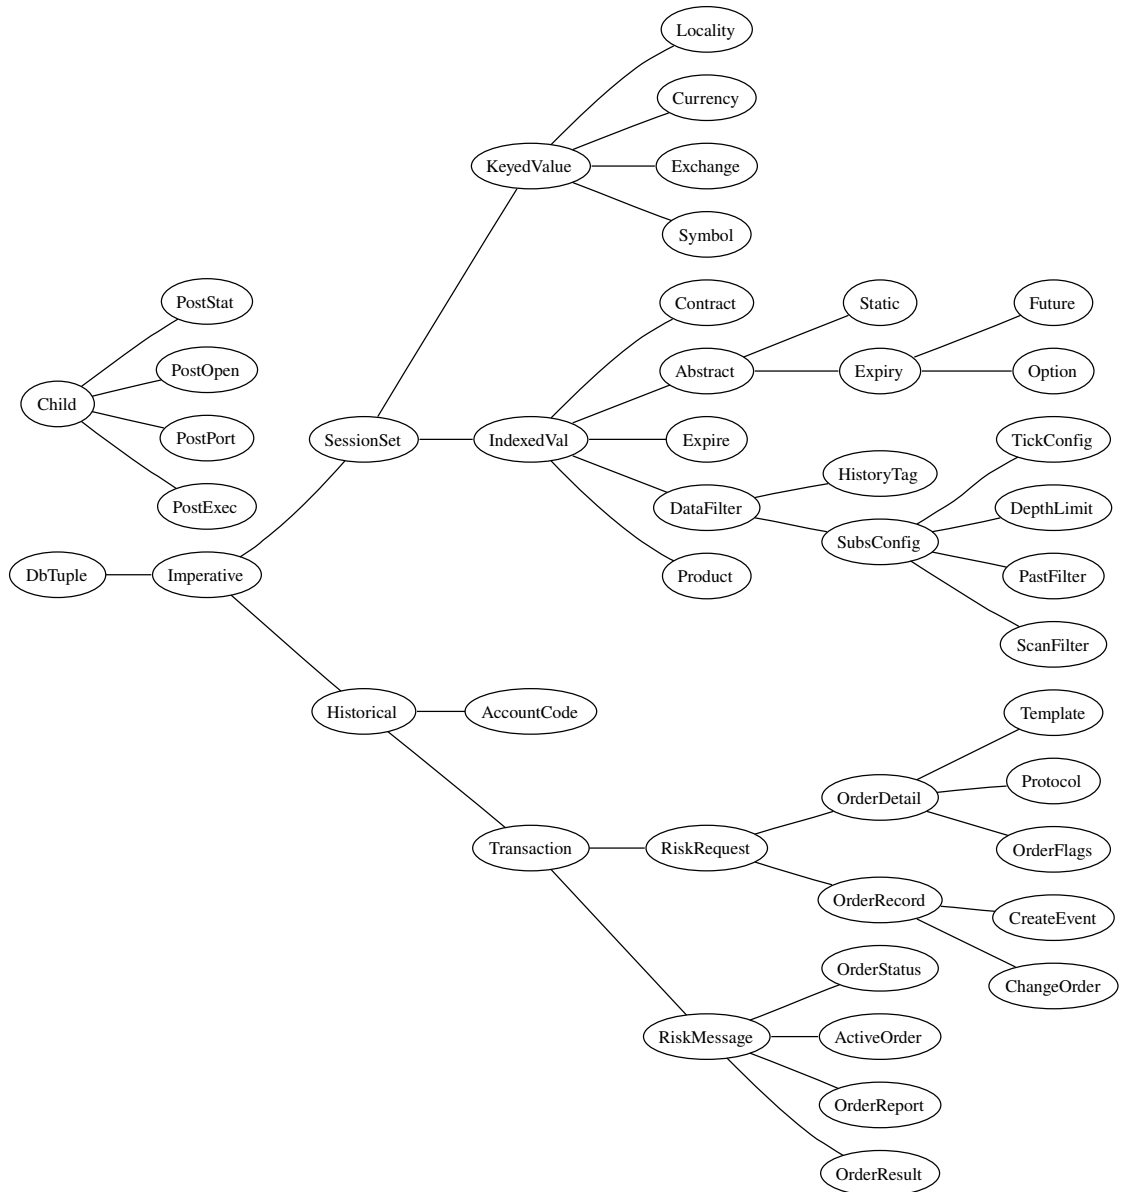 Locality
Currency
KeyedValue
Exchange
Symbol
PostStat
Contract
Static
Future
PostOpen
Abstract
Expiry
Option
Child
PostPort
SessionSet
IndexedVal
Expire
TickConfig
HistoryTag
PostExec
DataFilter
DepthLimit
SubsConfig
DbTuple
Imperative
Product
PastFilter
ScanFilter
Historical
AccountCode
Template
Protocol
OrderDetail
Transaction
RiskRequest
OrderFlags
OrderRecord
CreateEvent
OrderStatus
ChangeOrder
RiskMessage
ActiveOrder
OrderReport
OrderResult